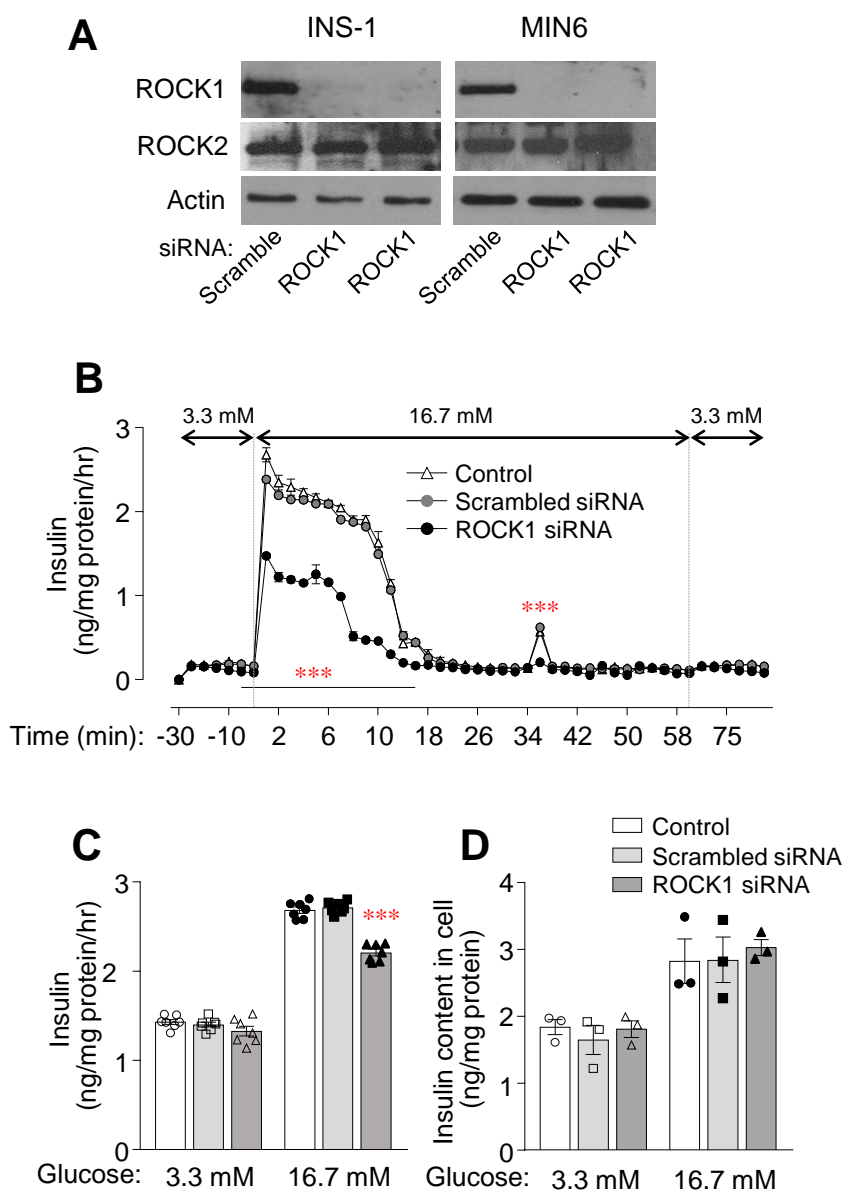 A
INS-1 MIN6
ROCK1
ROCK2
Actin
siRNA: Scramble ROCK1 ROCK1 Scramble ROCK1 ROCK1
B
3.3 mM 16.7 mM 3.3 mM
Insulin
(ng/mg protein/hr)
3
2
1
0
Control
Scrambled siRNA
ROCK1 siRNA
***
***
Time (min): -30 -10 2 6 10 18 26 34 42 50 58 75
C
Insulin
(ng/mg protein/hr)
3
2
1
0
***
Glucose: 3.3 mM 16.7 mM
D
Control
Scrambled siRNA
ROCK1 siRNA
Insulin content in cell
(ng/mg protein)
4
3
2
1
0
Glucose: 3.3 mM 16.7 mM